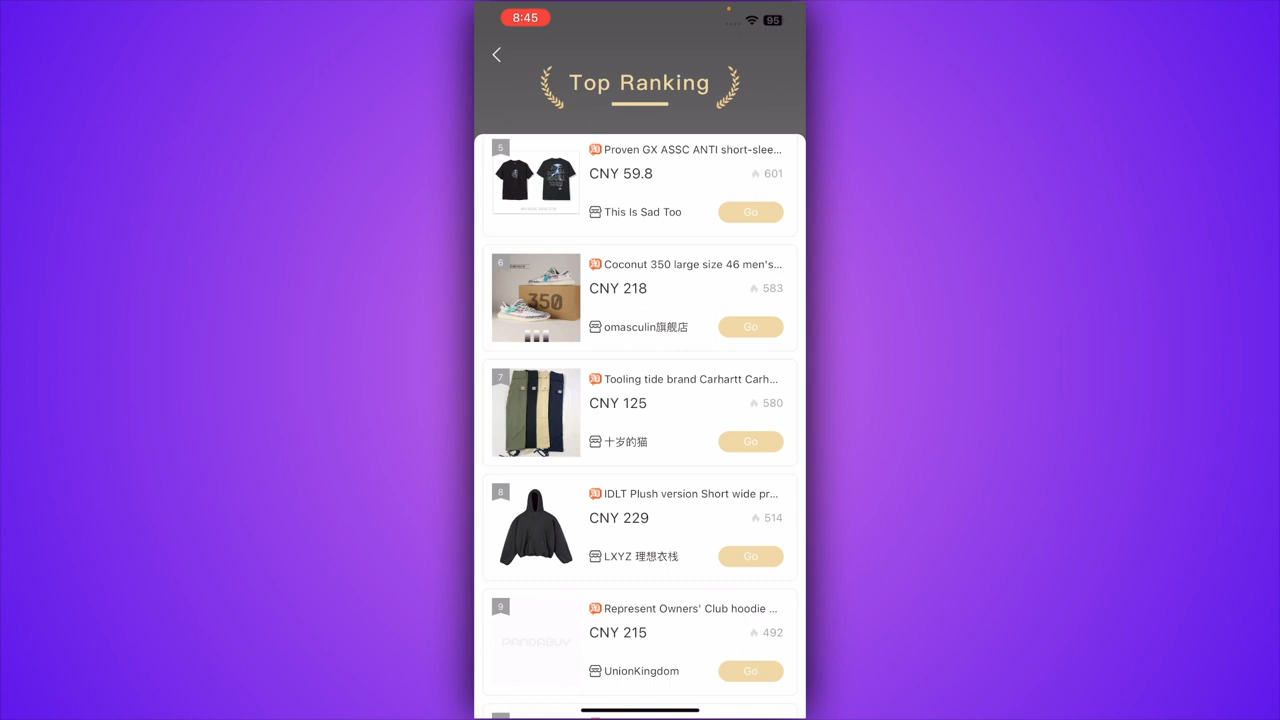 8:45
95
Top Ranking
5
Proven GX ASSC ANTI short-slee...
CNY 59.8
601
This Is Sad Too
Go
6
Coconut 350 large size 46 men's...
350
CNY 218
583
omasculin旗舰店
Go
7
Tooling tide brand Carhartt Carh...
CNY 125
580
十岁的猫
Go
8
IDLT Plush version Short wide pr...
CNY 229
514
LXYZ 理想衣栈
Go
9
Represent Owners' Club hoodie ...
PANDABUY
CNY 215
492
UnionKingdom
Go